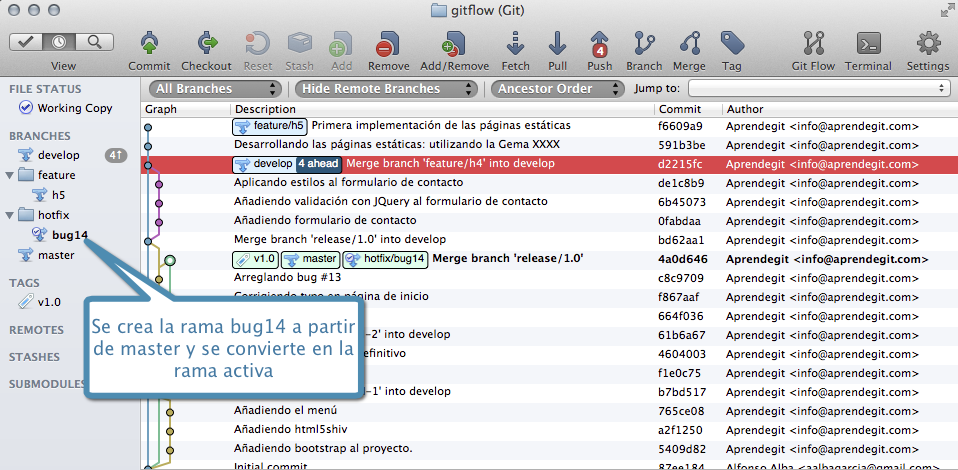 gitflow (Git)
View Commit Checkout Reset Stash Add Remove Add/Remove Fetch Pull 4 Push Branch Merge Tag Git Flow Terminal Settings
All Branches Hide Remote Branches Ancestor Order Jump to:
FILE STATUS
Working Copy
BRANCHES
develop 4↑
feature
h5
hotfix
bug14
master
TAGS
v1.0
REMOTES
STASHES
SUBMODULES
Graph Description Commit Author
feature/h5 Primera implementación de las páginas estáticas f6609a9 Aprendegit <info@aprendegit.com>
Desarrollando las páginas estáticas: utilizando la Gema XXXX 591b3be Aprendegit <info@aprendegit.com>
develop 4 ahead Merge branch 'feature/h4' into develop d2215fc Aprendegit <info@aprendegit.com>
Aplicando estilos al formulario de contacto de1c8b9 Aprendegit <info@aprendegit.com>
Añadiendo validación con JQuery al formulario de contacto 6b45073 Aprendegit <info@aprendegit.com>
Añadiendo formulario de contacto 0fabdaa Aprendegit <info@aprendegit.com>
Merge branch 'release/1.0' into develop bd62aa1 Aprendegit <info@aprendegit.com>
v1.0 master hotfix/bug14 Merge branch 'release/1.0' 4a0d646 Aprendegit <info@aprendegit.com>
Arreglando bug #13 c8c9709 Aprendegit <info@aprendegit.com>
Corrigiendo typo en página de inicio f867aaf Aprendegit <info@aprendegit.com>
664f036 Aprendegit <info@aprendegit.com>
-2' into develop 61b6a67 Aprendegit <info@aprendegit.com>
efinitivo 4604003 Aprendegit <info@aprendegit.com>
f1e0c75 Aprendegit <info@aprendegit.com>
-1' into develop b7bd517 Aprendegit <info@aprendegit.com>
Añadiendo el menú 765ce08 Aprendegit <info@aprendegit.com>
Añadiendo html5shiv a2f1250 Aprendegit <info@aprendegit.com>
Añadiendo bootstrap al proyecto. 5409d82 Aprendegit <info@aprendegit.com>
Initial commit 87ee184 Alfonso Alba <aalbagarcia@gmail.com>
Se crea la rama bug14 a partir
de master y se convierte en la
rama activa